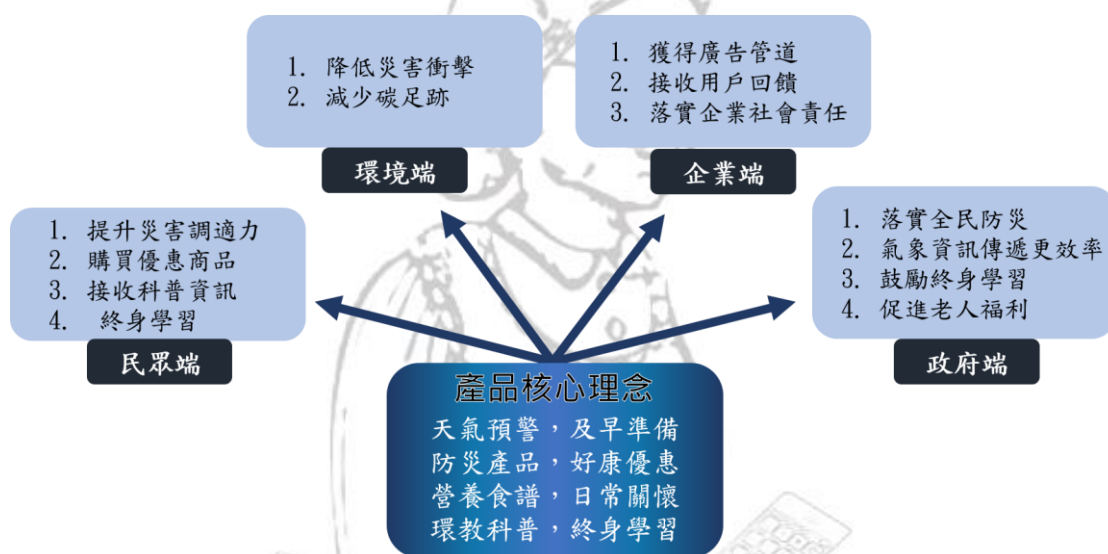 1. 降低災害衝擊
2. 減少碳足跡
環境端
1. 獲得廣告管道
2. 接收用戶回饋
3. 落實企業社會責任
企業端
1. 提升災害調適力
2. 購買優惠商品
3. 接收科普資訊
4. 終身學習
民眾端
1. 落實全民防災
2. 氣象資訊傳遞更效率
3. 鼓勵終身學習
4. 促進老人福利
政府端
產品核心理念
天氣預警，及早準備
防災產品，好康優惠
營養食譜，日常關懷
環教科普，終身學習